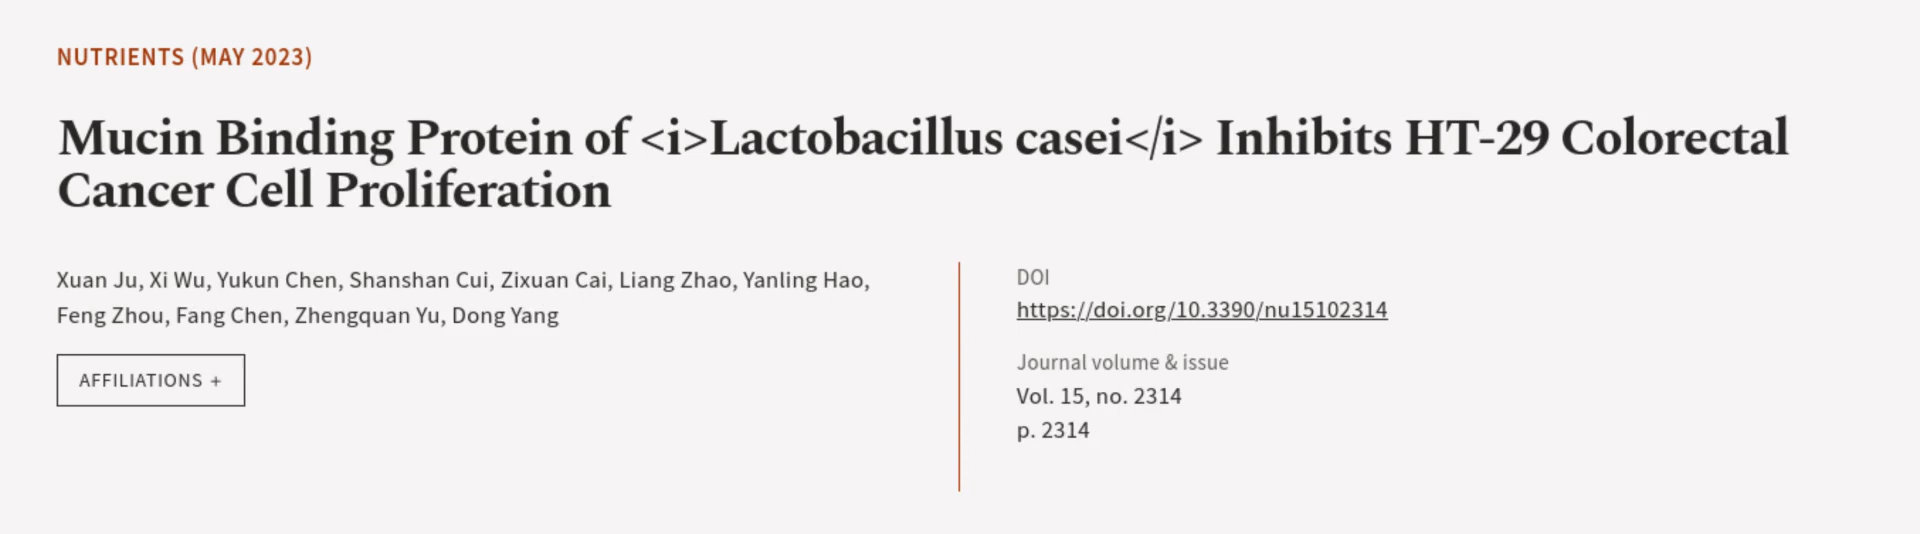 NUTRIENTS (MAY 2023)
Mucin Binding Protein of <i>Lactobacillus casei</i> Inhibits HT-29 Colorectal
Cancer Cell Proliferation
Xuan Ju, Xi Wu, Yukun Chen, Shanshan Cui, Zixuan Cai, Liang Zhao, Yanling Hao,
Feng Zhou, Fang Chen, Zhengquan Yu, Dong Yang
AFFILIATIONS +
DOI
https://doi.org/10.3390/nu15102314
Journal volume & issue
Vol. 15, no. 2314
p. 2314